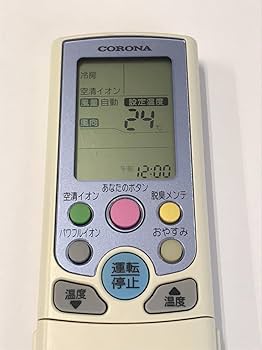 CORONA
冷房
空清イオン
風量 自動 設定温度
風向 24℃
午後 12:00
あなたのボタン
空清イオン 脱臭メンテ
パワフルイオン おやすみ
運転
停止
温度 温度